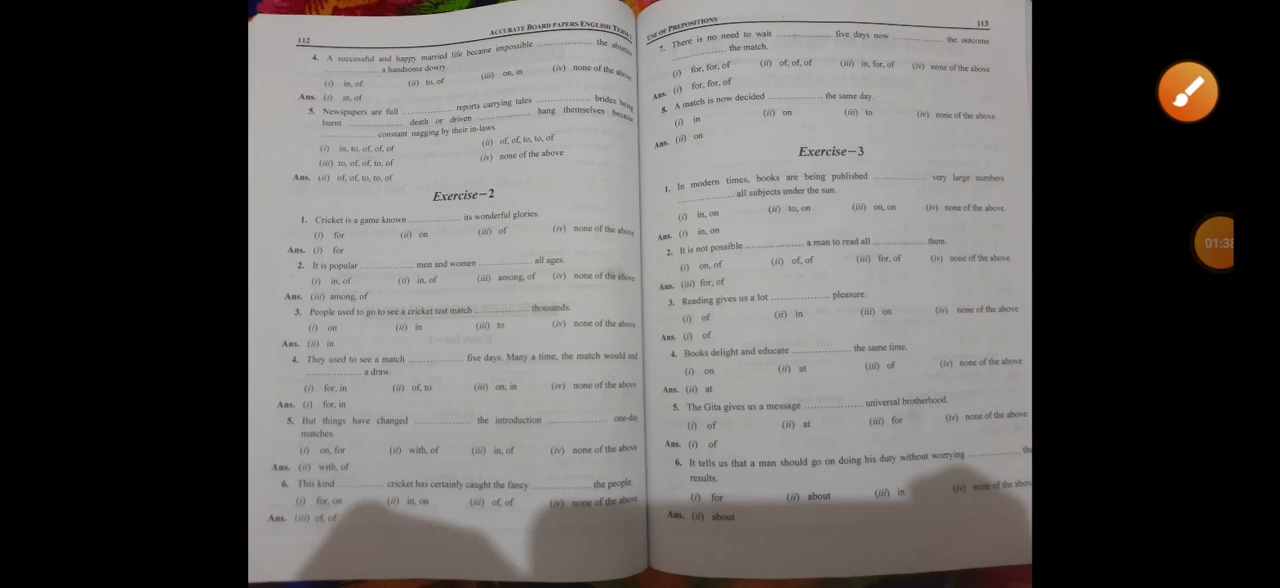 112
ACCURATE BOARD PAPERS ENGLISH TERM
4. A successful and happy married life became impossible .................. the absence
.................. a handsome dowry.
(i) in, of (ii) to, of (iii) on, in (iv) none of the above
Ans. (i) in, of
5. Newspapers are full .................. reports carrying tales .................. brides being
burnt .................. death or driven .................. hang themselves because
.................. constant nagging by their in-laws.
(i) in, to, of, of, of (ii) of, of, to, to, of
(iii) to, of, of, to, of (iv) none of the above
Ans. (ii) of, of, to, to, of
Exercise–2
1. Cricket is a game known .................. its wonderful glories.
(i) for (ii) on (iii) of (iv) none of the above
Ans. (i) for
2. It is popular .................. men and women .................. all ages.
(i) in, of (ii) in, of (iii) among, of (iv) none of the above
Ans. (iii) among, of
3. People used to go to see a cricket test match .................. thousands.
(i) on (ii) in (iii) to (iv) none of the above
Ans. (ii) in
4. They used to see a match .................. five days. Many a time, the match would end
.................. a draw.
(i) for, in (ii) of, to (iii) on, in (iv) none of the above
Ans. (i) for, in
5. But things have changed .................. the introduction .................. one-day
matches.
(i) on, for (ii) with, of (iii) in, of (iv) none of the above
Ans. (ii) with, of
6. This kind .................. cricket has certainly caught the fancy .................. the people.
(i) for, on (ii) in, on (iii) of, of (iv) none of the above
Ans. (iii) of, of
USE OF PREPOSITIONS
113
7. There is no need to wait .................. five days now .................. the outcome
.................. the match.
(i) for, for, of (ii) of, of, of (iii) in, for, of (iv) none of the above
Ans. (i) for, for, of
8. A match is now decided .................. the same day.
(i) in (ii) on (iii) to (iv) none of the above
Ans. (ii) on
Exercise–3
1. In modern times, books are being published .................. very large numbers
.................. all subjects under the sun.
(i) in, on (ii) to, on (iii) on, on (iv) none of the above
Ans. (i) in, on
2. It is not possible .................. a man to read all .................. them.
(i) on, of (ii) of, of (iii) for, of (iv) none of the above
Ans. (iii) for, of
3. Reading gives us a lot .................. pleasure.
(i) of (ii) in (iii) on (iv) none of the above
Ans. (i) of
4. Books delight and educate .................. the same time.
(i) on (ii) at (iii) of (iv) none of the above
Ans. (ii) at
5. The Gita gives us a message .................. universal brotherhood.
(i) of (ii) at (iii) for (iv) none of the above
Ans. (i) of
6. It tells us that a man should go on doing his duty without worrying .................. the
results.
(i) for (ii) about (iii) in (iv) none of the above
Ans. (ii) about
01:38